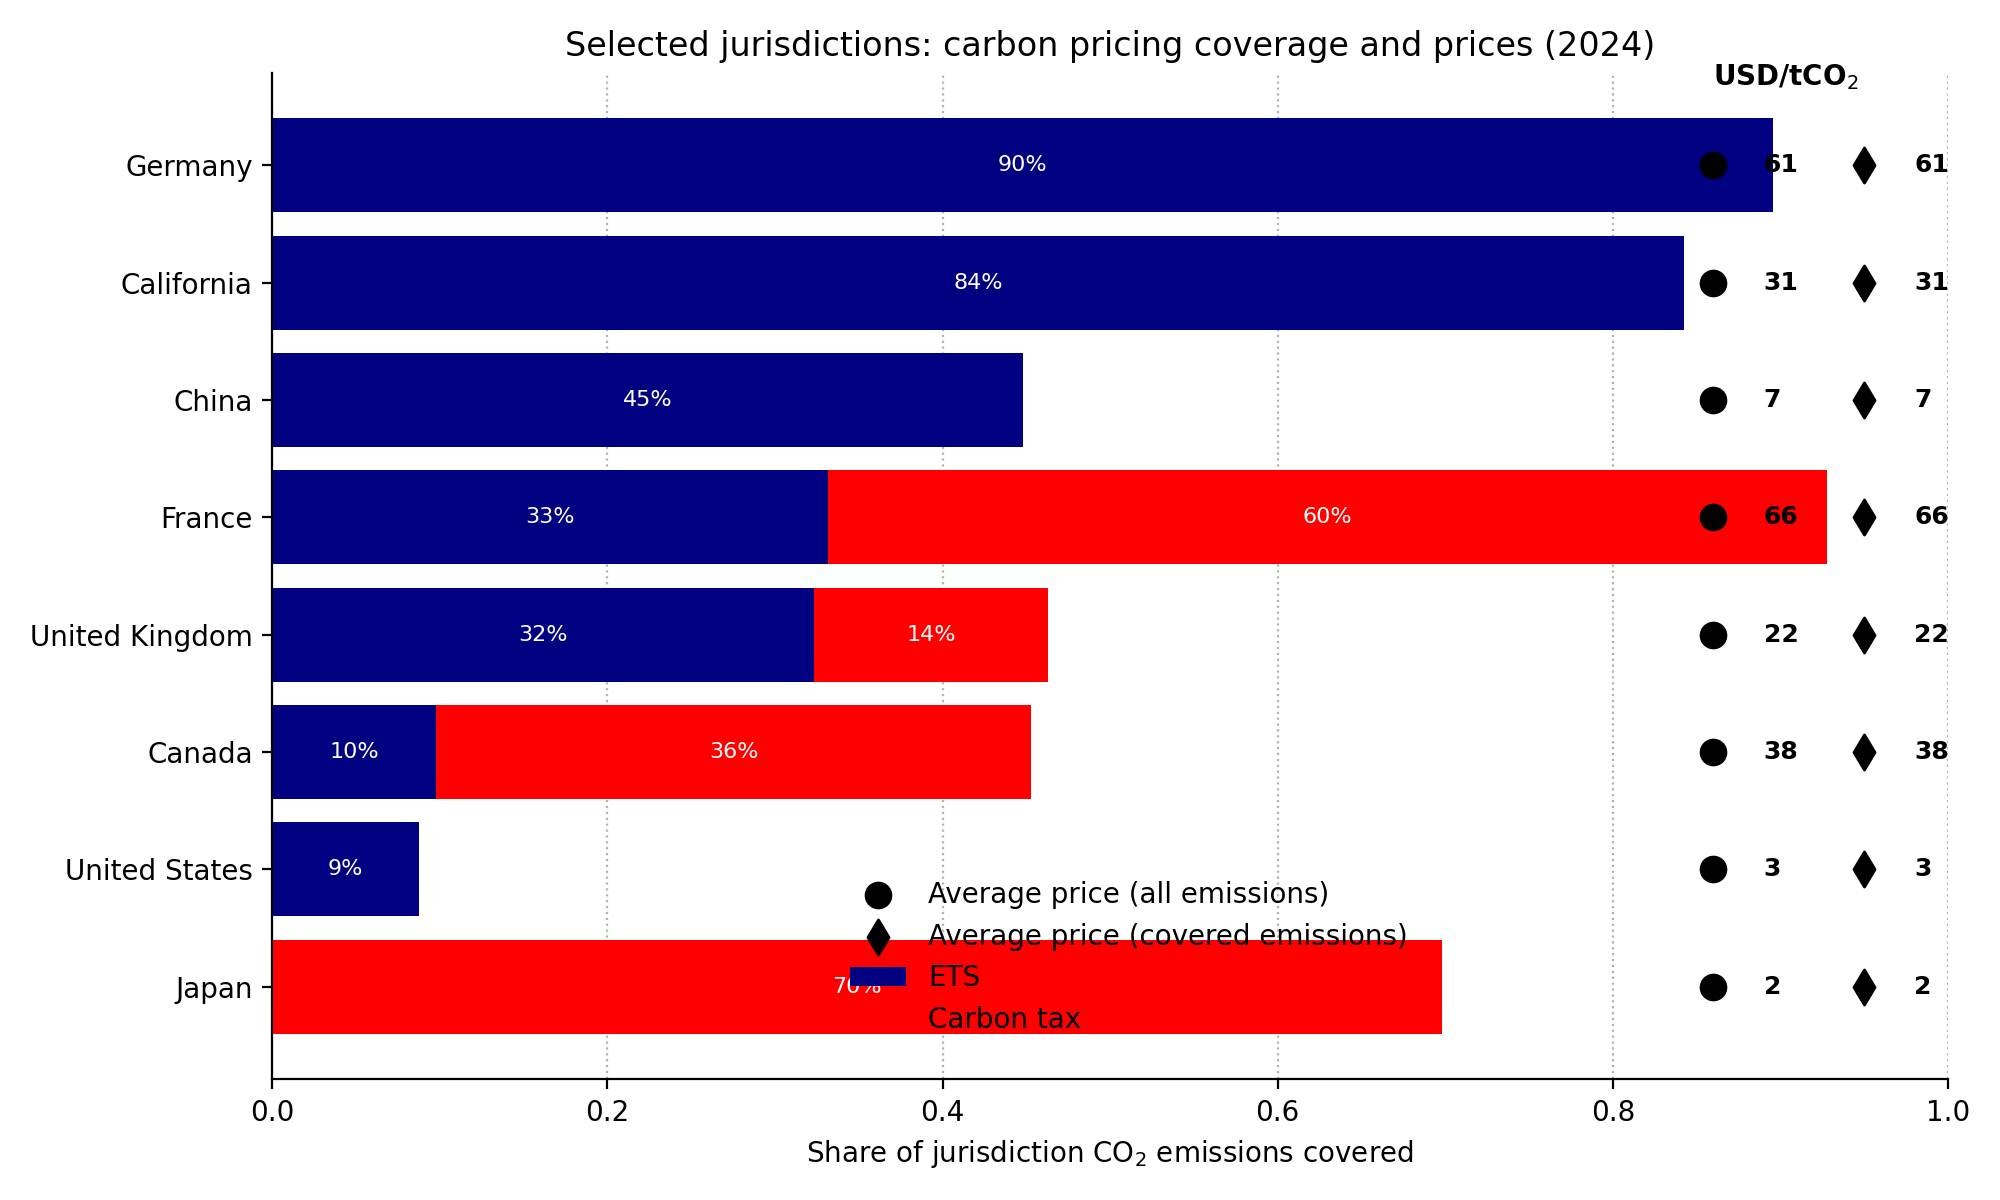 Selected jurisdictions: carbon pricing coverage and prices (2024)
USD/tCO₂
Germany 90% 61 61
California 84% 31 31
China 45% 7 7
France 33% 60% 66 66
United Kingdom 32% 14% 22 22
Canada 10% 36% 38 38
United States 9% 3 3
Average price (all emissions)
Average price (covered emissions)
ETS
Japan 70% 2 2
Carbon tax
0.0 0.2 0.4 0.6 0.8 1.0
Share of jurisdiction CO₂ emissions covered